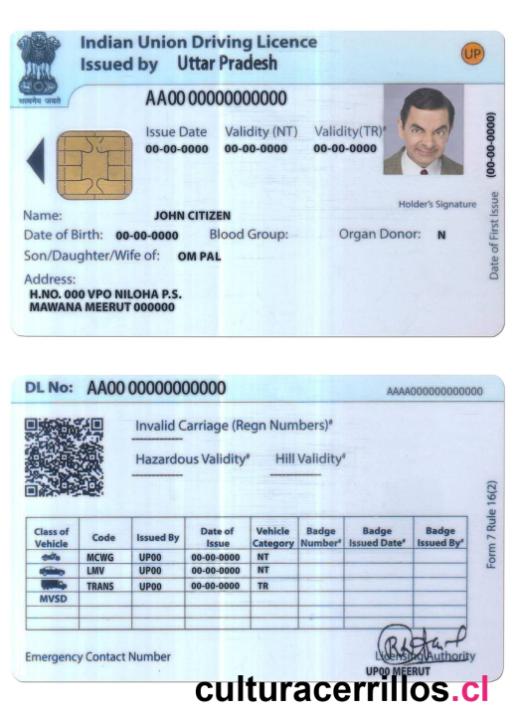 Indian Union Driving Licence
Issued by Uttar Pradesh
UP
सत्यमेव जयते
AA00 00000000000
Issue Date Validity (NT) Validity(TR)#
00-00-0000 00-00-0000 00-00-0000
Holder's Signature
Date of First Issue (00-00-0000)
Name: JOHN CITIZEN
Date of Birth: 00-00-0000 Blood Group: Organ Donor: N
Son/Daughter/Wife of: OM PAL
Address:
H.NO. 000 VPO NILOHA P.S.
MAWANA MEERUT 000000
DL No: AA00 00000000000 AAAA000000000000
Invalid Carriage (Regn Numbers)#
Hazardous Validity# Hill Validity#
Form 7 Rule 16(2)
Class of Vehicle Code Issued By Date of Issue Vehicle Category Badge Number# Badge Issued Date# Badge Issued By#
MCWG UP00 00-00-0000 NT
LMV UP00 00-00-0000 NT
TRANS UP00 00-00-0000 TR
MVSD
Emergency Contact Number
Licensing Authority
UP00 MEERUT
culturacerrillos.cl